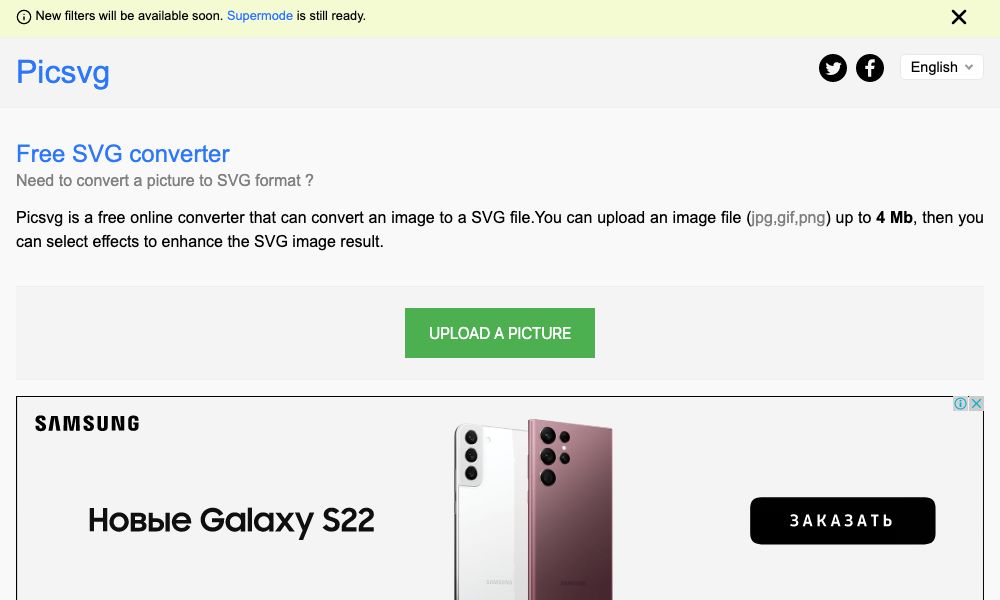 New filters will be available soon. Supermode is still ready.
Picsvg
English
Free SVG converter
Need to convert a picture to SVG format ?
Picsvg is a free online converter that can convert an image to a SVG file.You can upload an image file (jpg,gif,png) up to 4 Mb, then you
can select effects to enhance the SVG image result.
UPLOAD A PICTURE
SAMSUNG
Новые Galaxy S22
ЗАКАЗАТЬ
SAMSUNG
SAMSUNG